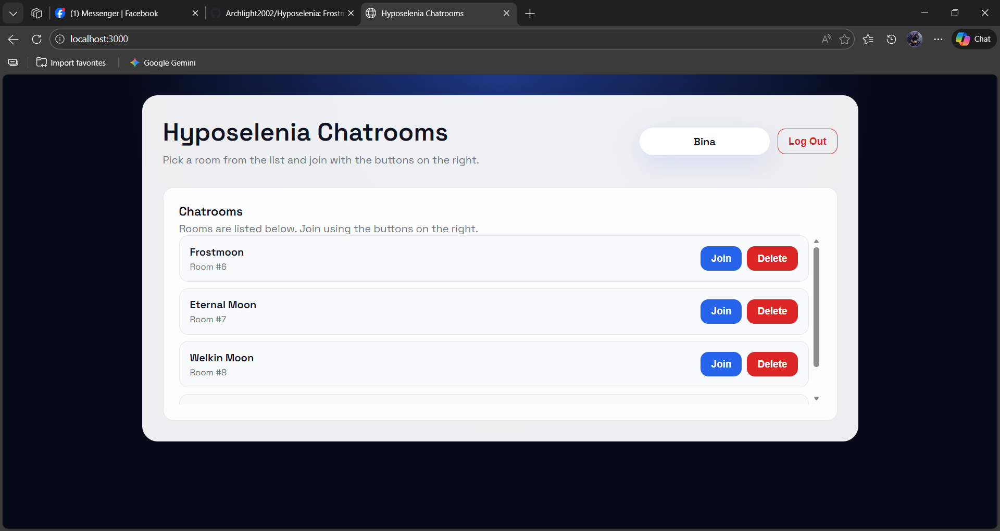 (1) Messenger | Facebook
Archlight2002/Hyposelenia: Frostm
Hyposelenia Chatrooms
localhost:3000
Chat
Import favorites
Google Gemini
Hyposelenia Chatrooms
Pick a room from the list and join with the buttons on the right.
Bina
Log Out
Chatrooms
Rooms are listed below. Join using the buttons on the right.
Frostmoon
Room #6
Join
Delete
Eternal Moon
Room #7
Join
Delete
Welkin Moon
Room #8
Join
Delete